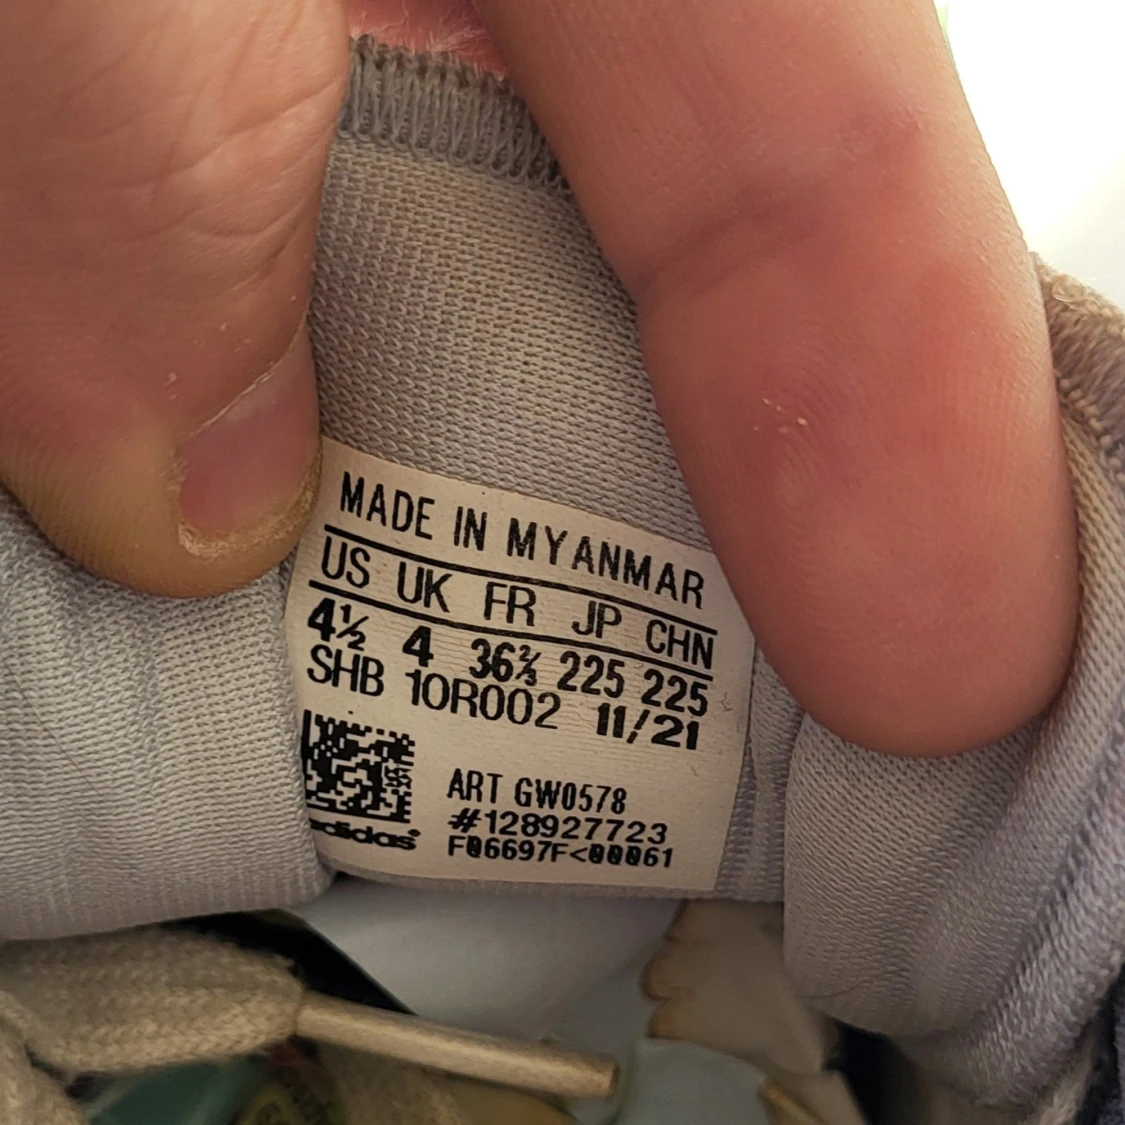 MADE IN MYANMAR
US UK FR JP CHN
4½ 4 36⅔ 225 225
SHB 10R002 11/21
ART GW0578
#128927723
adidas®
F06697F<00061